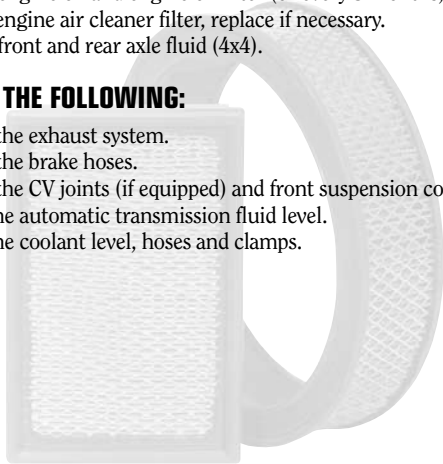 engine air cleaner filter, replace if necessary.
front and rear axle fluid (4x4).
THE FOLLOWING:
the exhaust system.
the brake hoses.
the CV joints (if equipped) and front suspension co
he automatic transmission fluid level.
he coolant level, hoses and clamps.